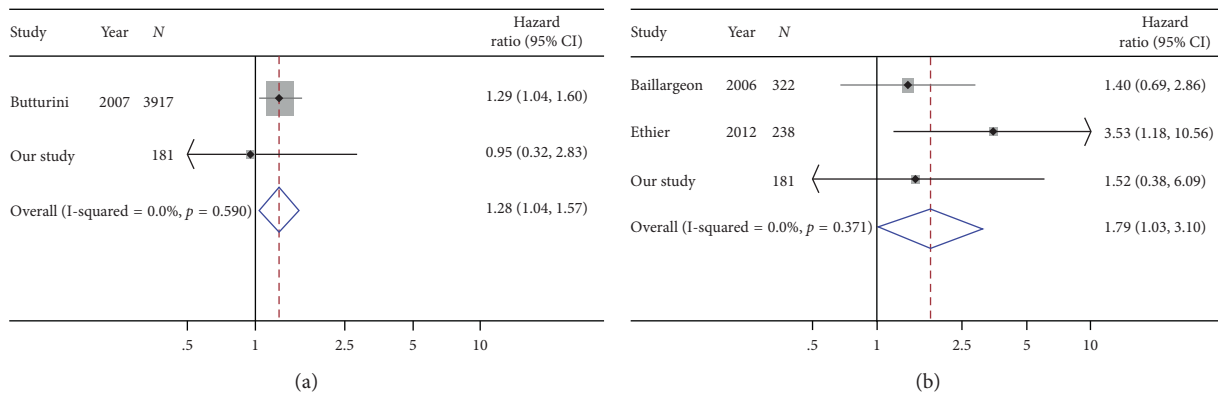 Study Year N Hazard ratio (95% CI)
Butturini 2007 3917 1.29 (1.04, 1.60)
Our study 181 0.95 (0.32, 2.83)
Overall (I-squared = 0.0%, p = 0.590) 1.28 (1.04, 1.57)
.5 1 2.5 5 10
(a)
Study Year N Hazard ratio (95% CI)
Baillargeon 2006 322 1.40 (0.69, 2.86)
Ethier 2012 238 3.53 (1.18, 10.56)
Our study 181 1.52 (0.38, 6.09)
Overall (I-squared = 0.0%, p = 0.371) 1.79 (1.03, 3.10)
.5 1 2.5 5 10
(b)